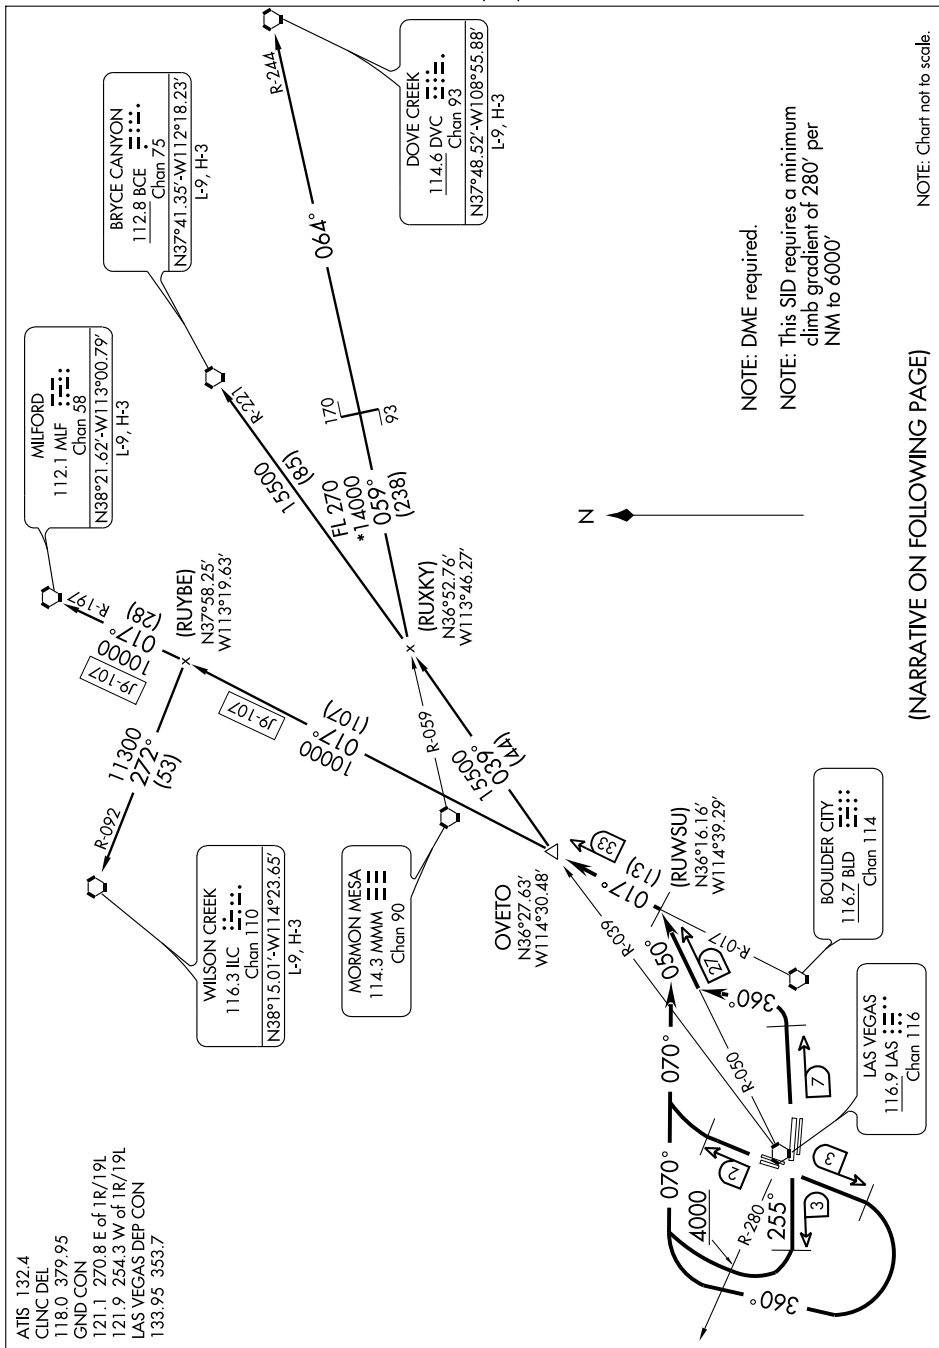 ATIS 132.4
CLNC DEL
118.0 379.95
GND CON
121.1 270.8 E of 1R/19L
121.9 254.3 W of 1R/19L
LAS VEGAS DEP CON
133.95 353.7
WILSON CREEK
116.3 ILC
Chan 110
N38°15.01'-W114°23.65'
L-9, H-3
R-092
11300
272°
(53)
MILFORD
112.1 MLF
Chan 58
N38°21.62'-W113°00.79'
L-9, H-3
R-197
J9-107
10000
017°
(28)
(RUYBE)
N37°58.25'
W113°19.63'
J9-107
10000
017°
(107)
BRYCE CANYON
112.8 BCE
Chan 75
N37°41.35'-W112°18.23'
L-9, H-3
R-221
15500
(85)
R-244
064°
DOVE CREEK
114.6 DVC
Chan 93
N37°48.52'-W108°55.88'
L-9, H-3
170
93
FL 270
*14000
059°
(238)
(RUXKY)
N36°52.76'
W113°46.27'
R-059
MORMON MESA
114.3 MMM
Chan 90
15500
039°
(44)
OVETO
N36°27.63'
W114°30.48'
33
017°
(13)
(RUWSU)
N36°16.16'
W114°39.29'
R-039
R-017
27
050°
360°
R-050
070°
070°
4000
2
7
R-280
255°
3
3
360°
BOULDER CITY
116.7 BLD
Chan 114
LAS VEGAS
116.9 LAS
Chan 116
N
NOTE: DME required.
NOTE: This SID requires a minimum
climb gradient of 280' per
NM to 6000'
(NARRATIVE ON FOLLOWING PAGE)
NOTE: Chart not to scale.